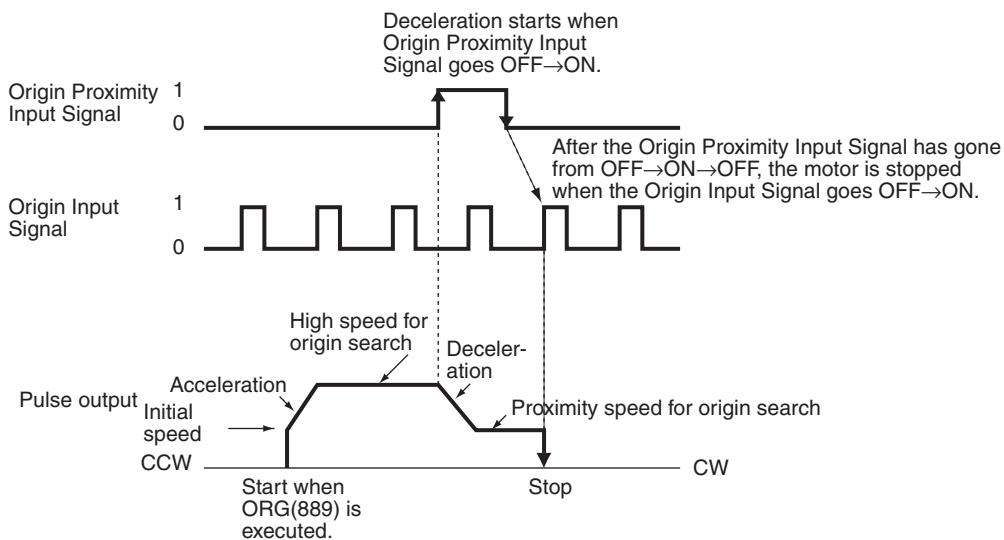 Deceleration starts when
Origin Proximity Input
Signal goes OFF→ON.
Origin Proximity
Input Signal
1
0
After the Origin Proximity Input Signal has gone
from OFF→ON→OFF, the motor is stopped
when the Origin Input Signal goes OFF→ON.
Origin Input
Signal
1
0
High speed for
origin search
Deceler-
ation
Acceleration
Pulse output
Initial
speed
Proximity speed for origin search
CCW
CW
Start when
ORG(889) is
executed.
Stop